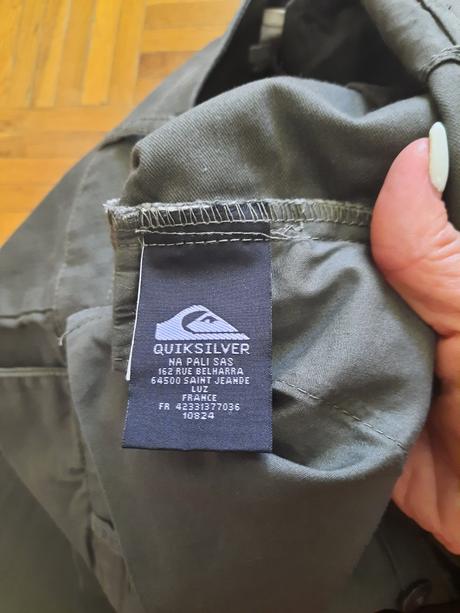 QUIKSILVER
NA PALI SAS
162 RUE BELHARRA
64500 SAINT JEANDE
LUZ
FRANCE
FR 42331377036
10824